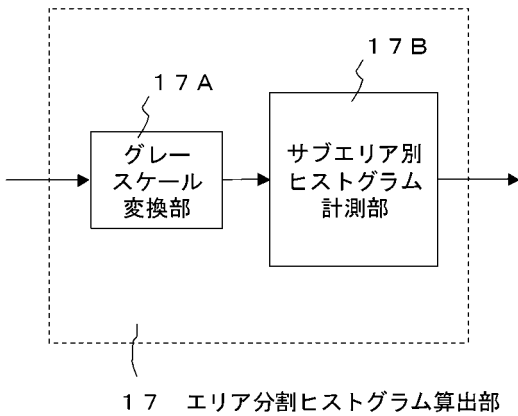 １７Ｂ
１７Ａ
グレー
スケール
変換部
サブエリア別
ヒストグラム
計測部
１７　エリア分割ヒストグラム算出部